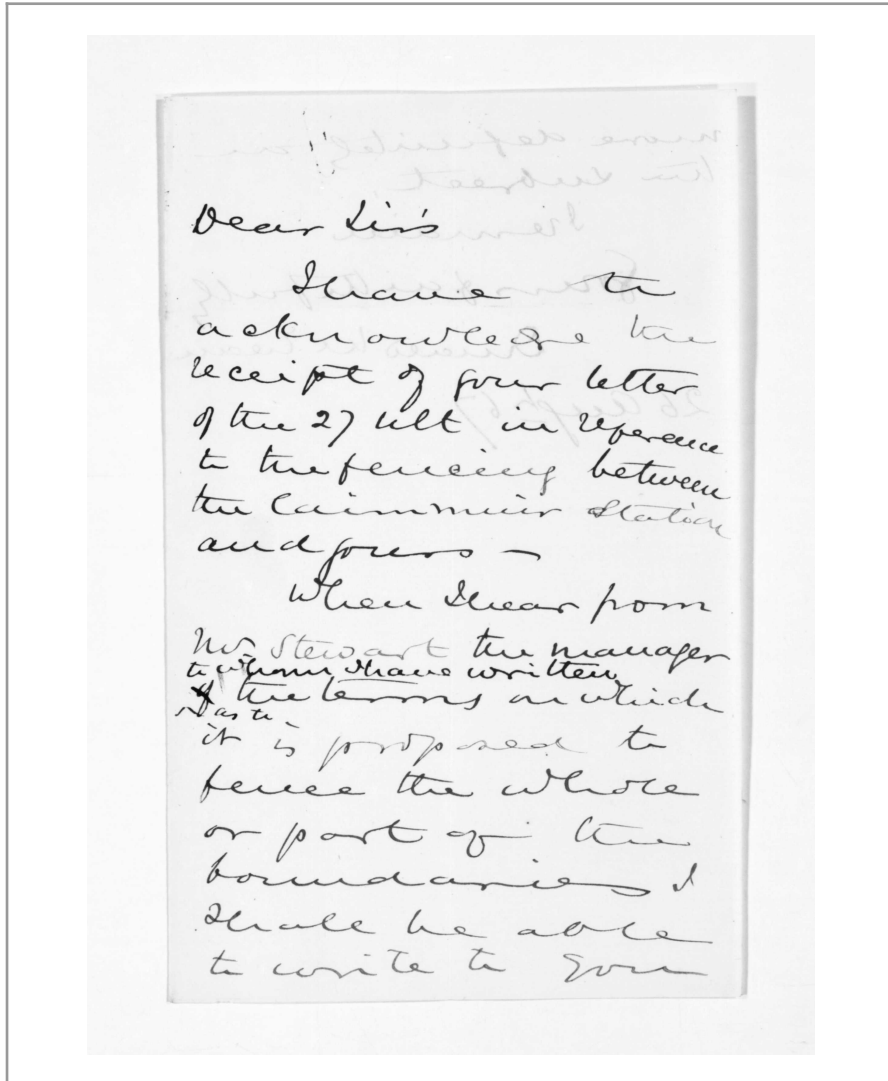 Dear Sir's
I have to
acknowledge the
receipt of your letter
of the 27 ult in reference
to the fencing between
the Cairnmuir Station
and yours —
When I hear from
Mr. Stewart the manager
to whom I have written
as to
the terms on which
it is proposed to
fence the whole
or part of the
boundaries I
shall be able
to write to you